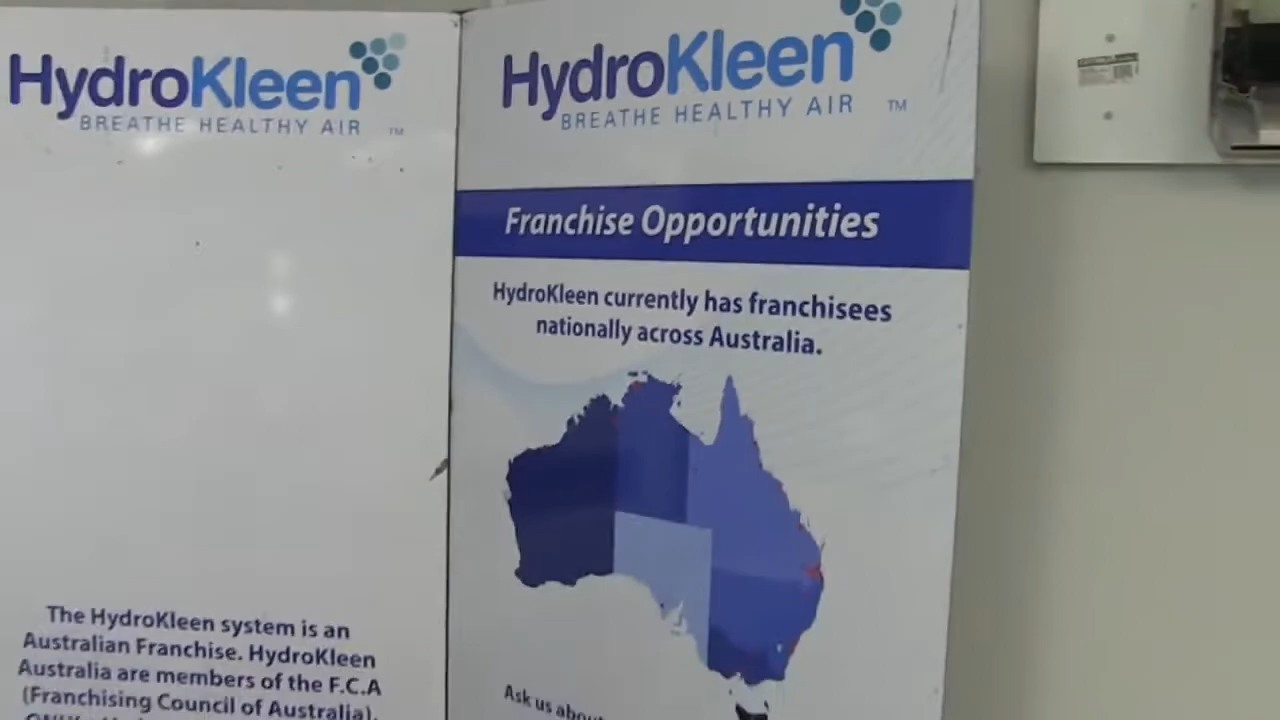 HydroKleen
BREATHE HEALTHY AIR TM
The HydroKleen system is an
Australian Franchise. HydroKleen
Australia are members of the F.C.A
(Franchising Council of Australia).
HydroKleen
BREATHE HEALTHY AIR TM
Franchise Opportunities
HydroKleen currently has franchisees
nationally across Australia.
Ask us about